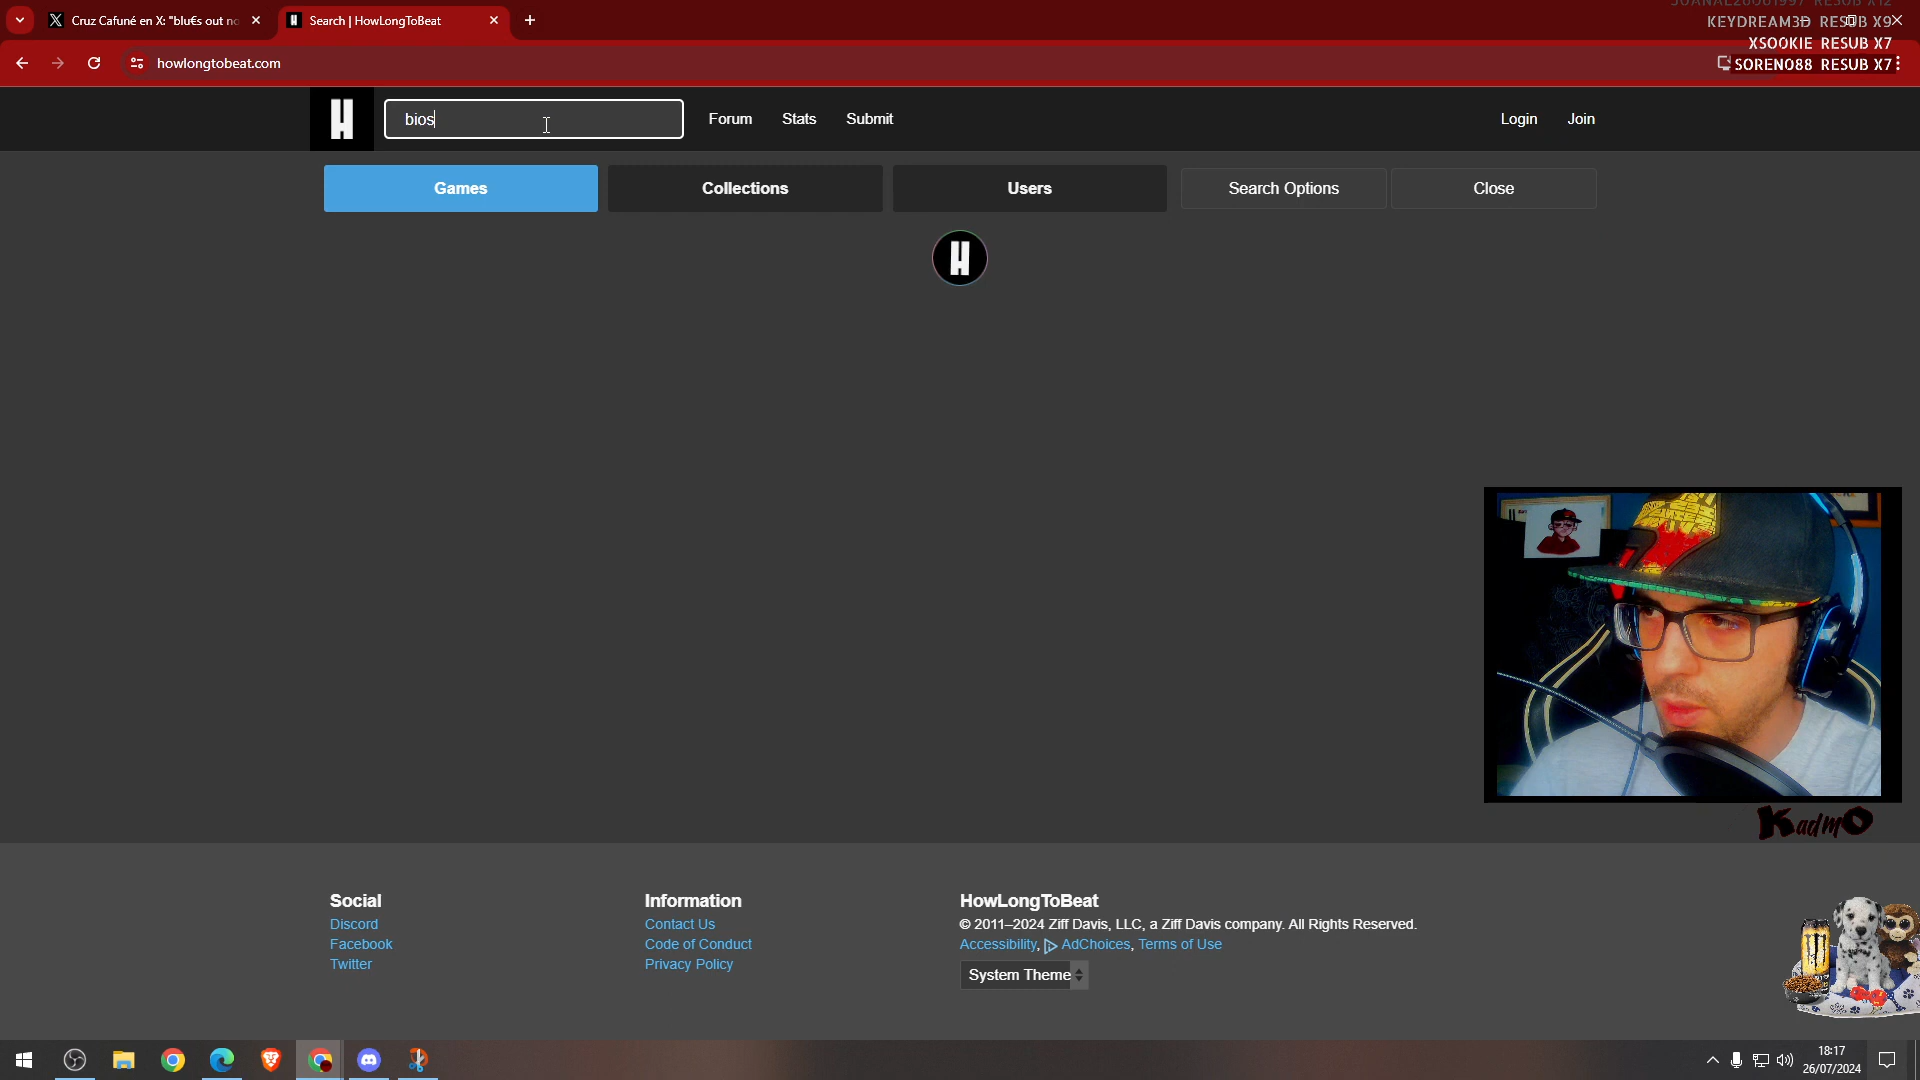 Cruz Cafuné en X: "blu€s out no
Search | HowLongToBeat
KEYDREAM3D RESUB X9
XSOOKIE RESUB X7
howlongtobeat.com
SOREN088 RESUB X7
H
bios
Forum
Stats
Submit
Login
Join
Games
Collections
Users
Search Options
Close
H
KadmO
Social
Discord
Facebook
Twitter
Information
Contact Us
Code of Conduct
Privacy Policy
HowLongToBeat
© 2011–2024 Ziff Davis, LLC, a Ziff Davis company. All Rights Reserved.
Accessibility, AdChoices, Terms of Use
System Theme
18:17
26/07/2024